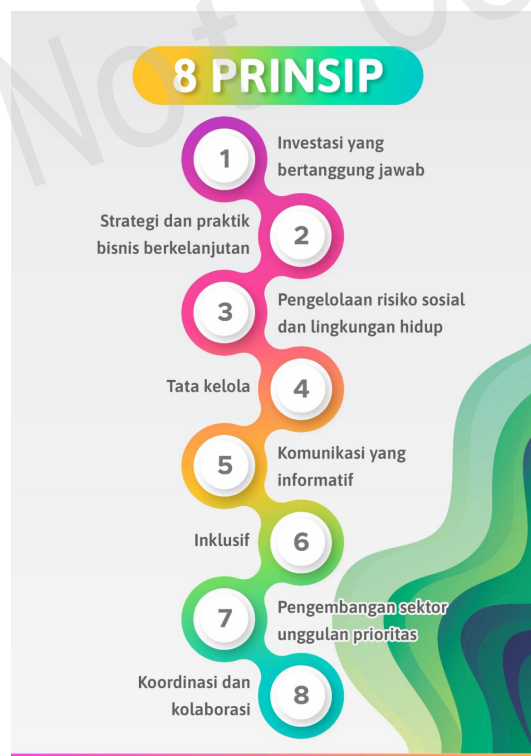 8 PRINSIP
1
Investasi yang
bertanggung jawab
Strategi dan praktik
bisnis berkelanjutan
2
3
Pengelolaan risiko sosial
dan lingkungan hidup
Tata kelola
4
5
Komunikasi yang
informatif
Inklusif
6
7
Pengembangan sektor
unggulan prioritas
Koordinasi dan
kolaborasi
8